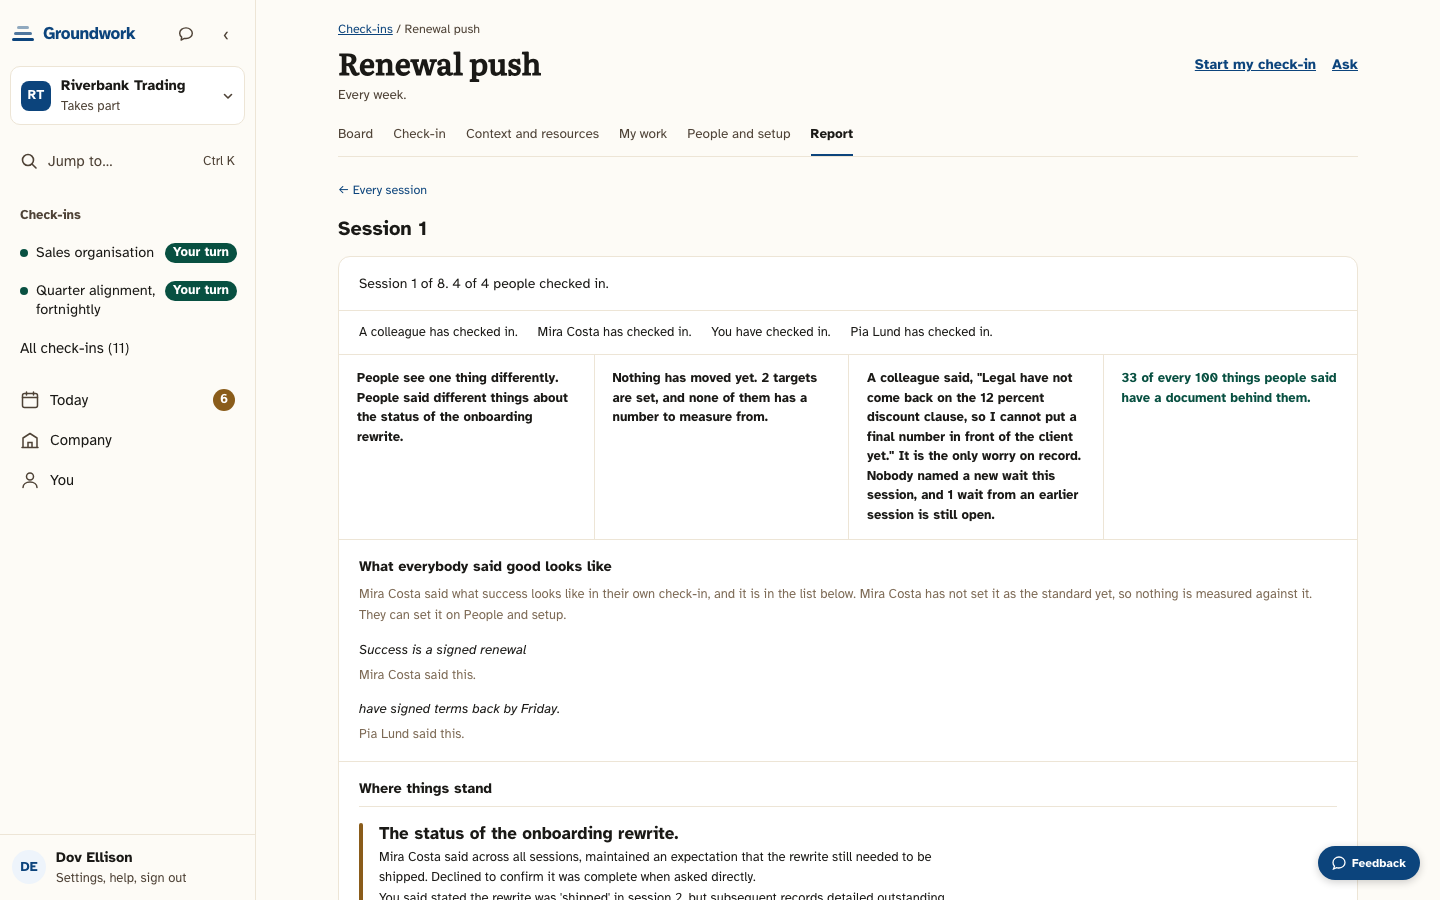 Groundwork
RT
Riverbank Trading
Takes part
Jump to...
Ctrl K
Check-ins
Sales organisation
Your turn
Quarter alignment,
fortnightly
Your turn
All check-ins (11)
Today
6
Company
You
DE
Dov Ellison
Settings, help, sign out
Check-ins / Renewal push
Renewal push
Every week.
Start my check-in
Ask
Board
Check-in
Context and resources
My work
People and setup
Report
← Every session
Session 1
Session 1 of 8. 4 of 4 people checked in.
A colleague has checked in.
Mira Costa has checked in.
You have checked in.
Pia Lund has checked in.
People see one thing differently.
People said different things about
the status of the onboarding
rewrite.
Nothing has moved yet. 2 targets
are set, and none of them has a
number to measure from.
A colleague said, "Legal have not
come back on the 12 percent
discount clause, so I cannot put a
final number in front of the client
yet." It is the only worry on record.
Nobody named a new wait this
session, and 1 wait from an earlier
session is still open.
33 of every 100 things people said
have a document behind them.
What everybody said good looks like
Mira Costa said what success looks like in their own check-in, and it is in the list below. Mira Costa has not set it as the standard yet, so nothing is measured against it.
They can set it on People and setup.
Success is a signed renewal
Mira Costa said this.
have signed terms back by Friday.
Pia Lund said this.
Where things stand
The status of the onboarding rewrite.
Mira Costa said across all sessions, maintained an expectation that the rewrite still needed to be
shipped. Declined to confirm it was complete when asked directly.
You said stated the rewrite was 'shipped' in session 2, but subsequent records detailed outstanding
Feedback